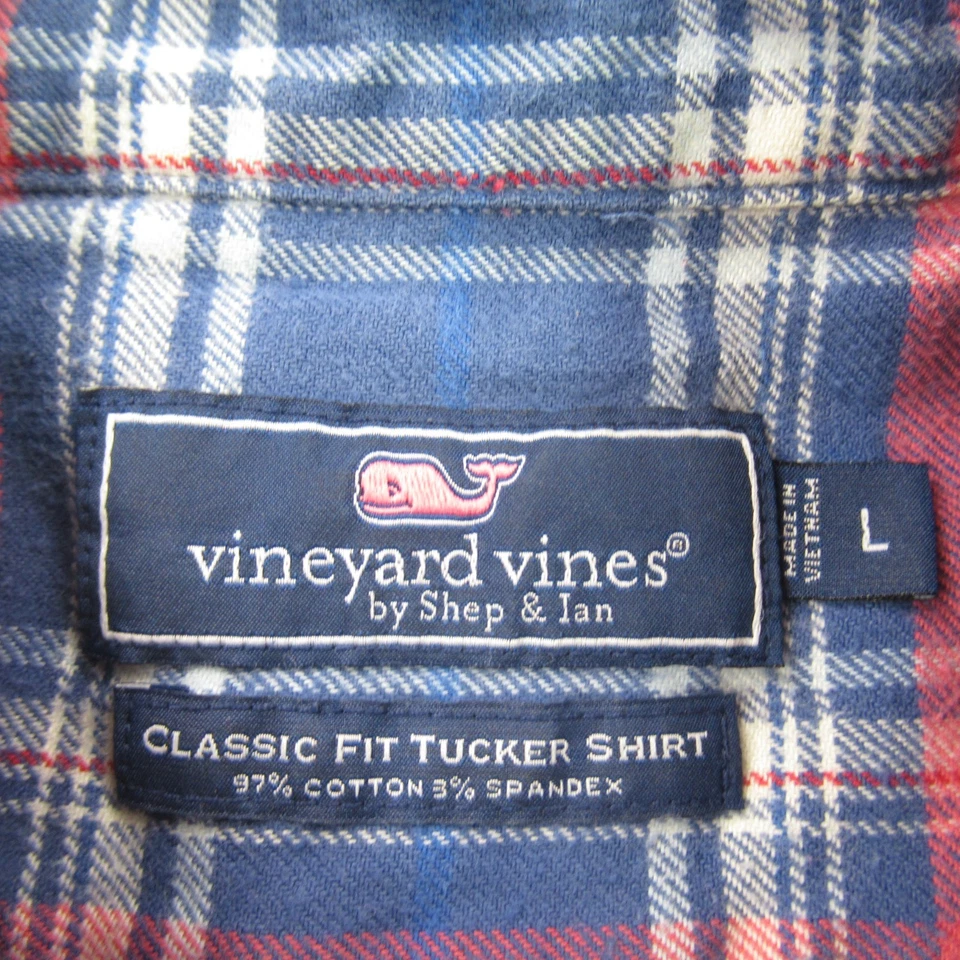 vineyard vines®
by Shep & Ian
MADE IN
VIETNAM
L
CLASSIC FIT TUCKER SHIRT
97% COTTON 3% SPANDEX